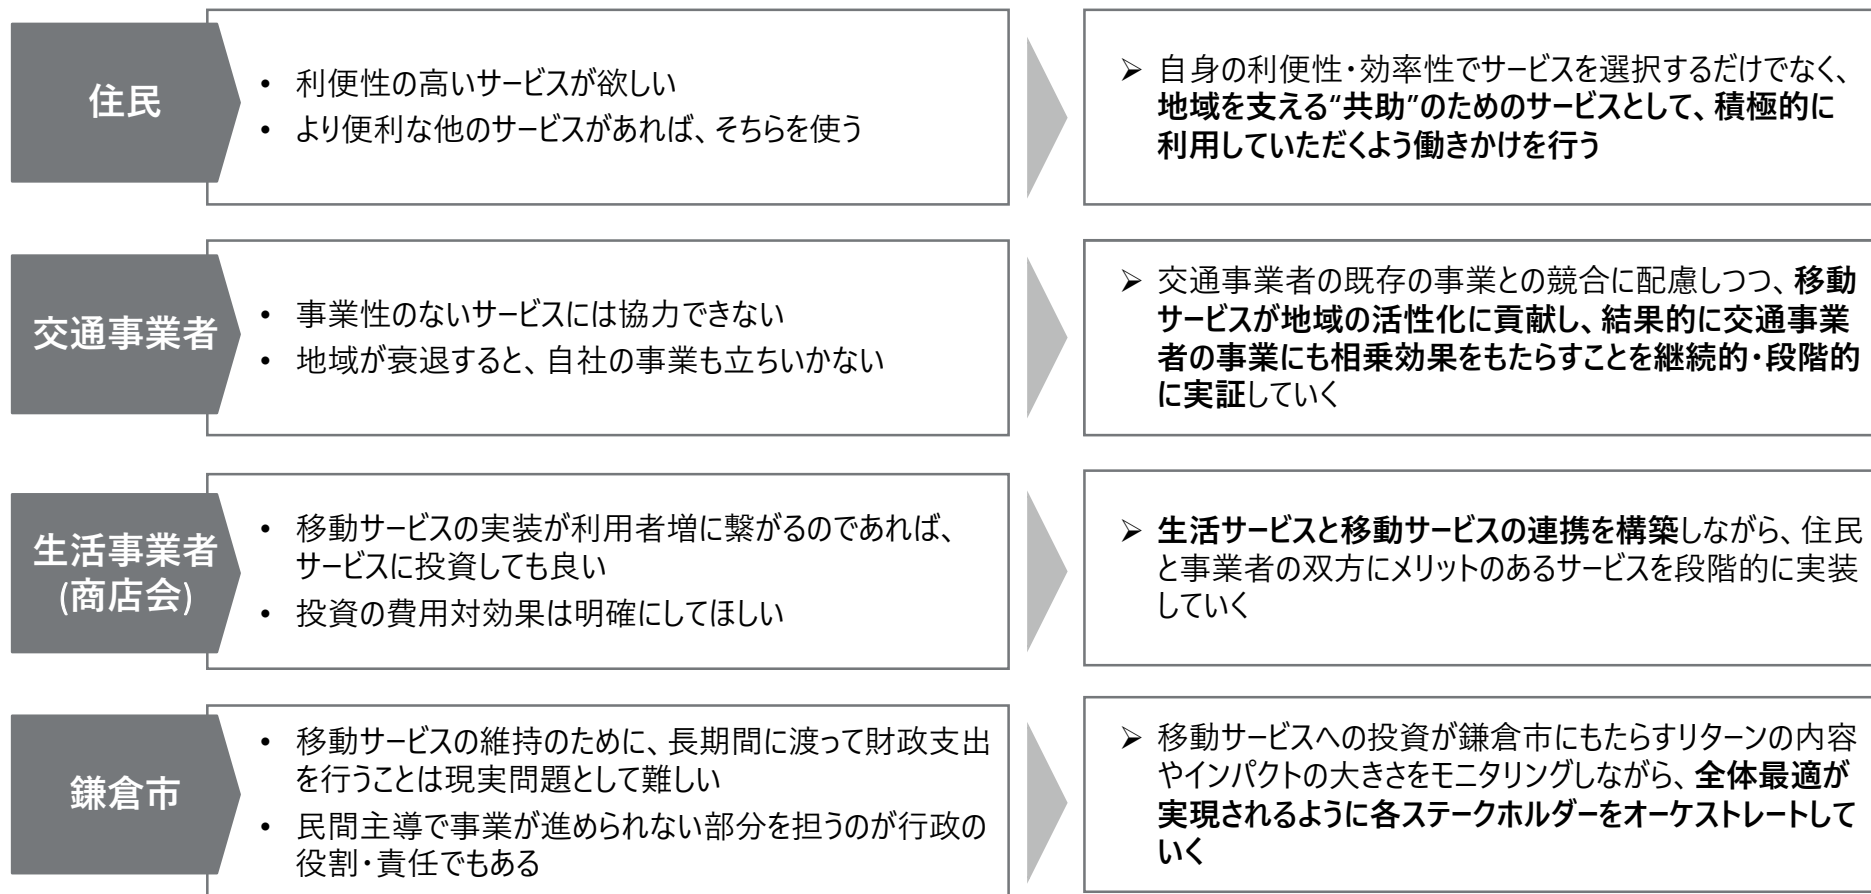 住民
• 利便性の高いサービスが欲しい
• より便利な他のサービスがあれば、そちらを使う
➢ 自身の利便性・効率性でサービスを選択するだけでなく、
地域を支える“共助”のためのサービスとして、積極的に
利用していただくよう働きかけを行う
交通事業者
• 事業性のないサービスには協力できない
• 地域が衰退すると、自社の事業も立ちいかない
➢ 交通事業者の既存の事業との競合に配慮しつつ、移動
サービスが地域の活性化に貢献し、結果的に交通事業
者の事業にも相乗効果をもたらすことを継続的・段階的
に実証していく
生活事業者
(商店会)
• 移動サービスの実装が利用者増に繋がるのであれば、
サービスに投資しても良い
• 投資の費用対効果は明確にしてほしい
➢ 生活サービスと移動サービスの連携を構築しながら、住民
と事業者の双方にメリットのあるサービスを段階的に実装
していく
鎌倉市
• 移動サービスの維持のために、長期間に渡って財政支出
を行うことは現実問題として難しい
• 民間主導で事業が進められない部分を担うのが行政の
役割・責任でもある
➢ 移動サービスへの投資が鎌倉市にもたらすリターンの内容
やインパクトの大きさをモニタリングしながら、全体最適が
実現されるように各ステークホルダーをオーケストレートして
いく